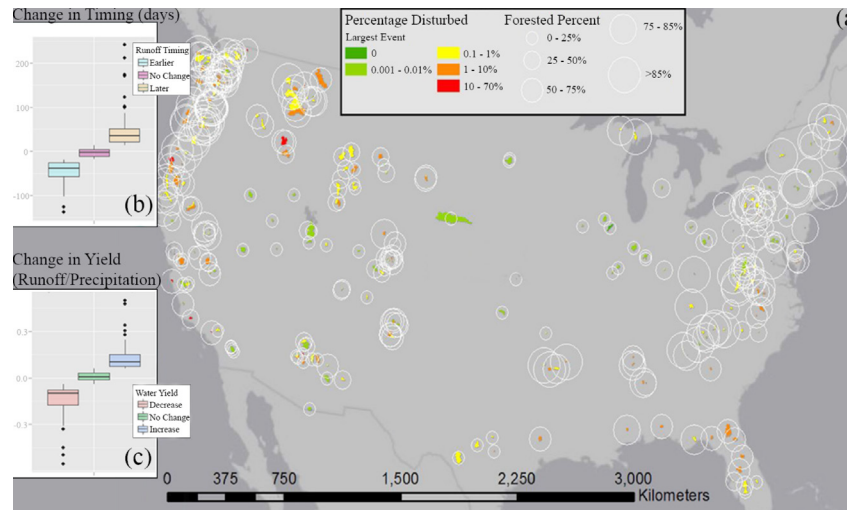 Change in Timing (days)
200
100
0
-100
Runoff Timing
Earlier
No Change
Later
(b)
Change in Yield
(Runoff/Precipitation)
0.3
0.0
-0.3
Water Yield
Decrease
No Change
Increase
(c)
Percentage Disturbed
Largest Event
0
0.001 - 0.01%
0.1 - 1%
1 - 10%
10 - 70%
Forested Percent
0 - 25%
25 - 50%
50 - 75%
75 - 85%
>85%
(a
0 375 750 1,500 2,250 3,000
Kilometers